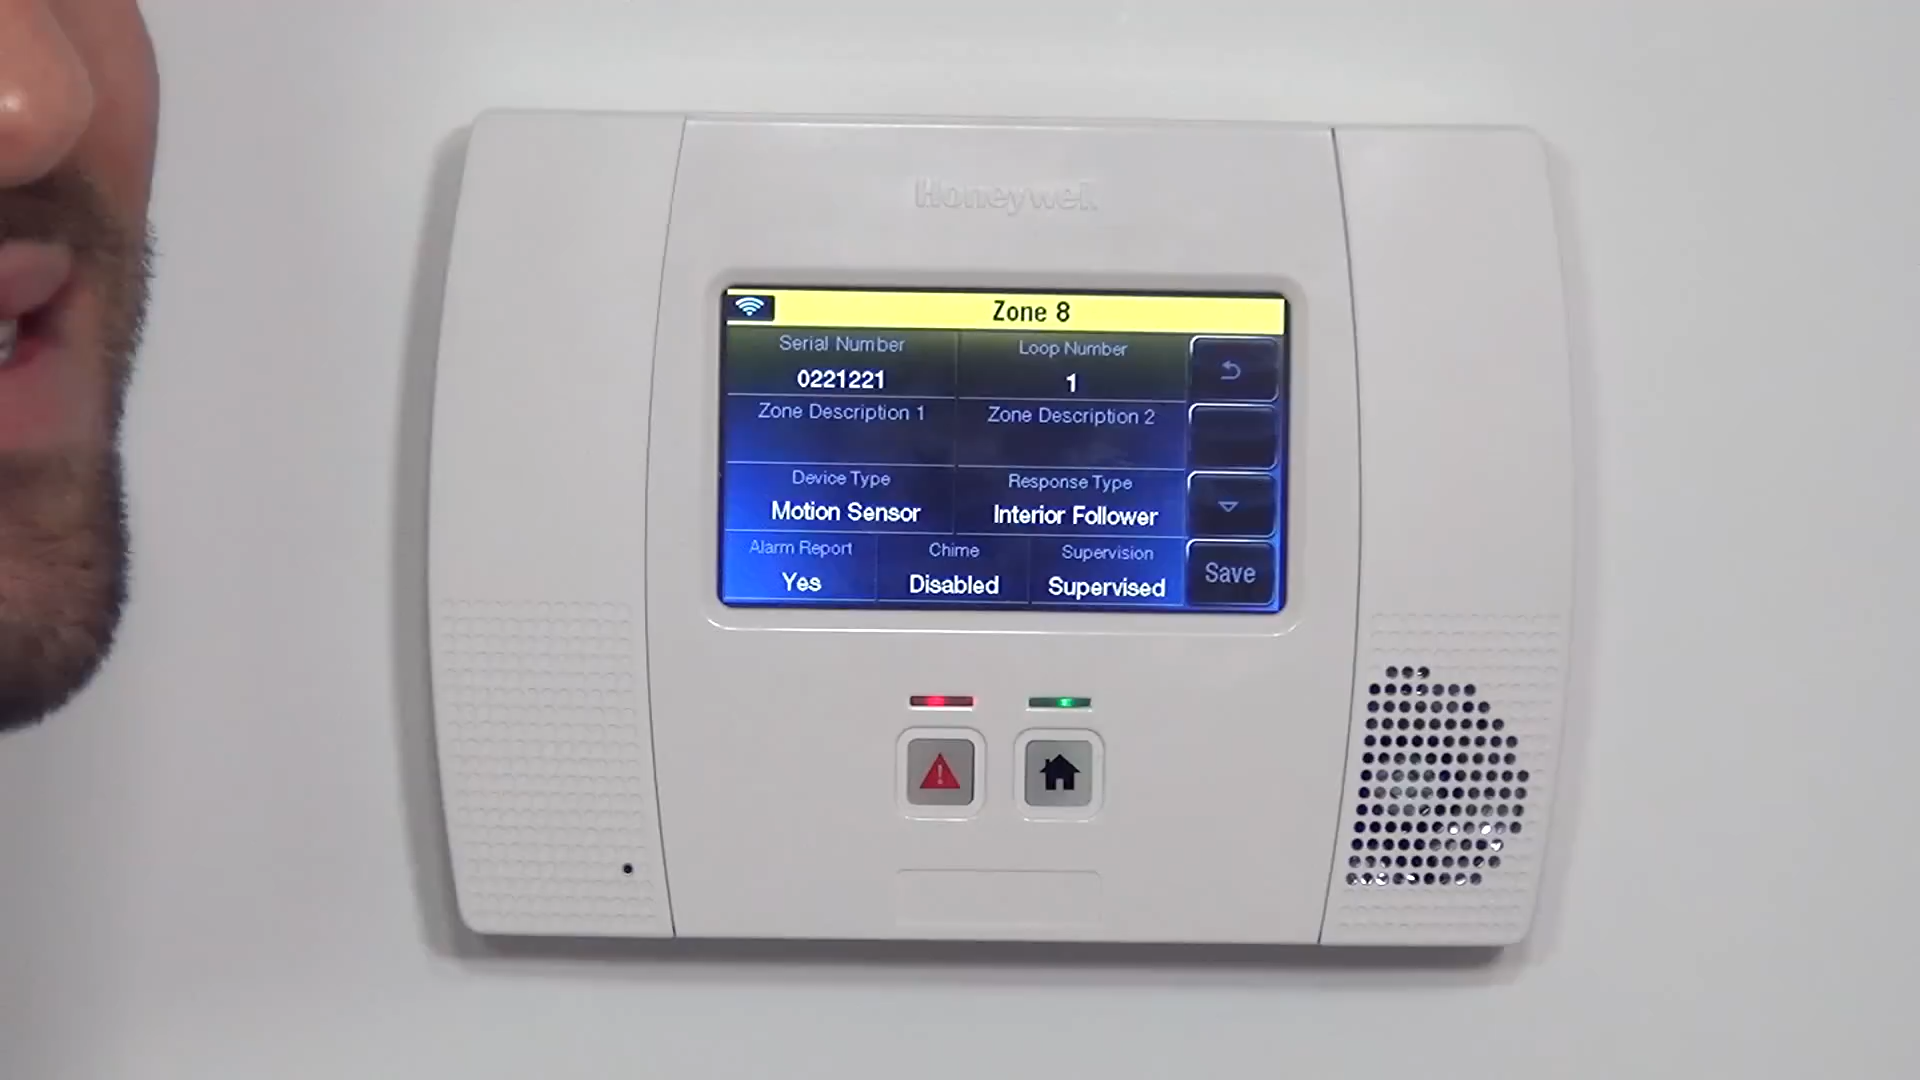 Honeywell
Zone 8
Serial Number
Loop Number
0221221
1
Zone Description 1
Zone Description 2
Device Type
Response Type
Motion Sensor
Interior Follower
Alarm Report
Chime
Supervision
Yes
Disabled
Supervised
Save